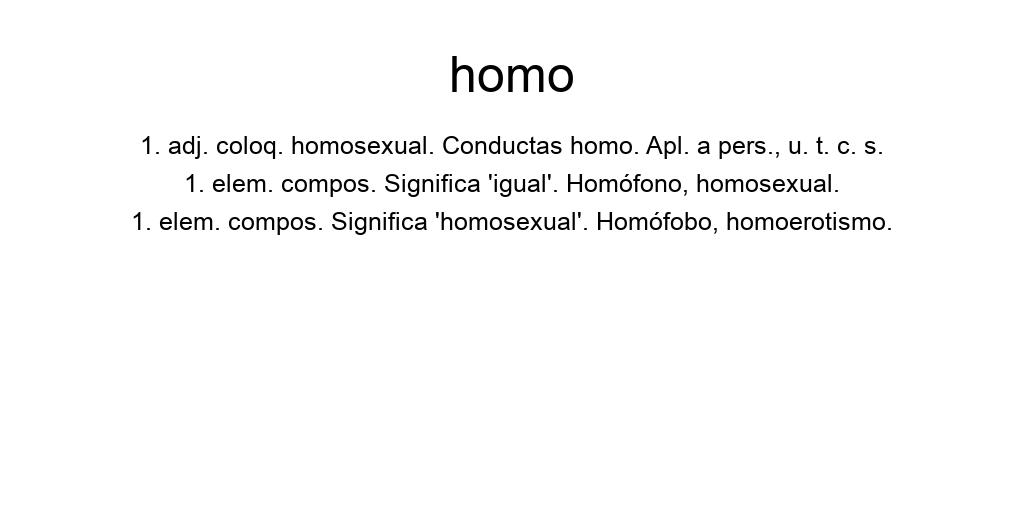 homo
1. adj. coloq. homosexual. Conductas homo. Apl. a pers., u. t. c. s.
1. elem. compos. Significa 'igual'. Homófono, homosexual.
1. elem. compos. Significa 'homosexual'. Homófobo, homoerotismo.